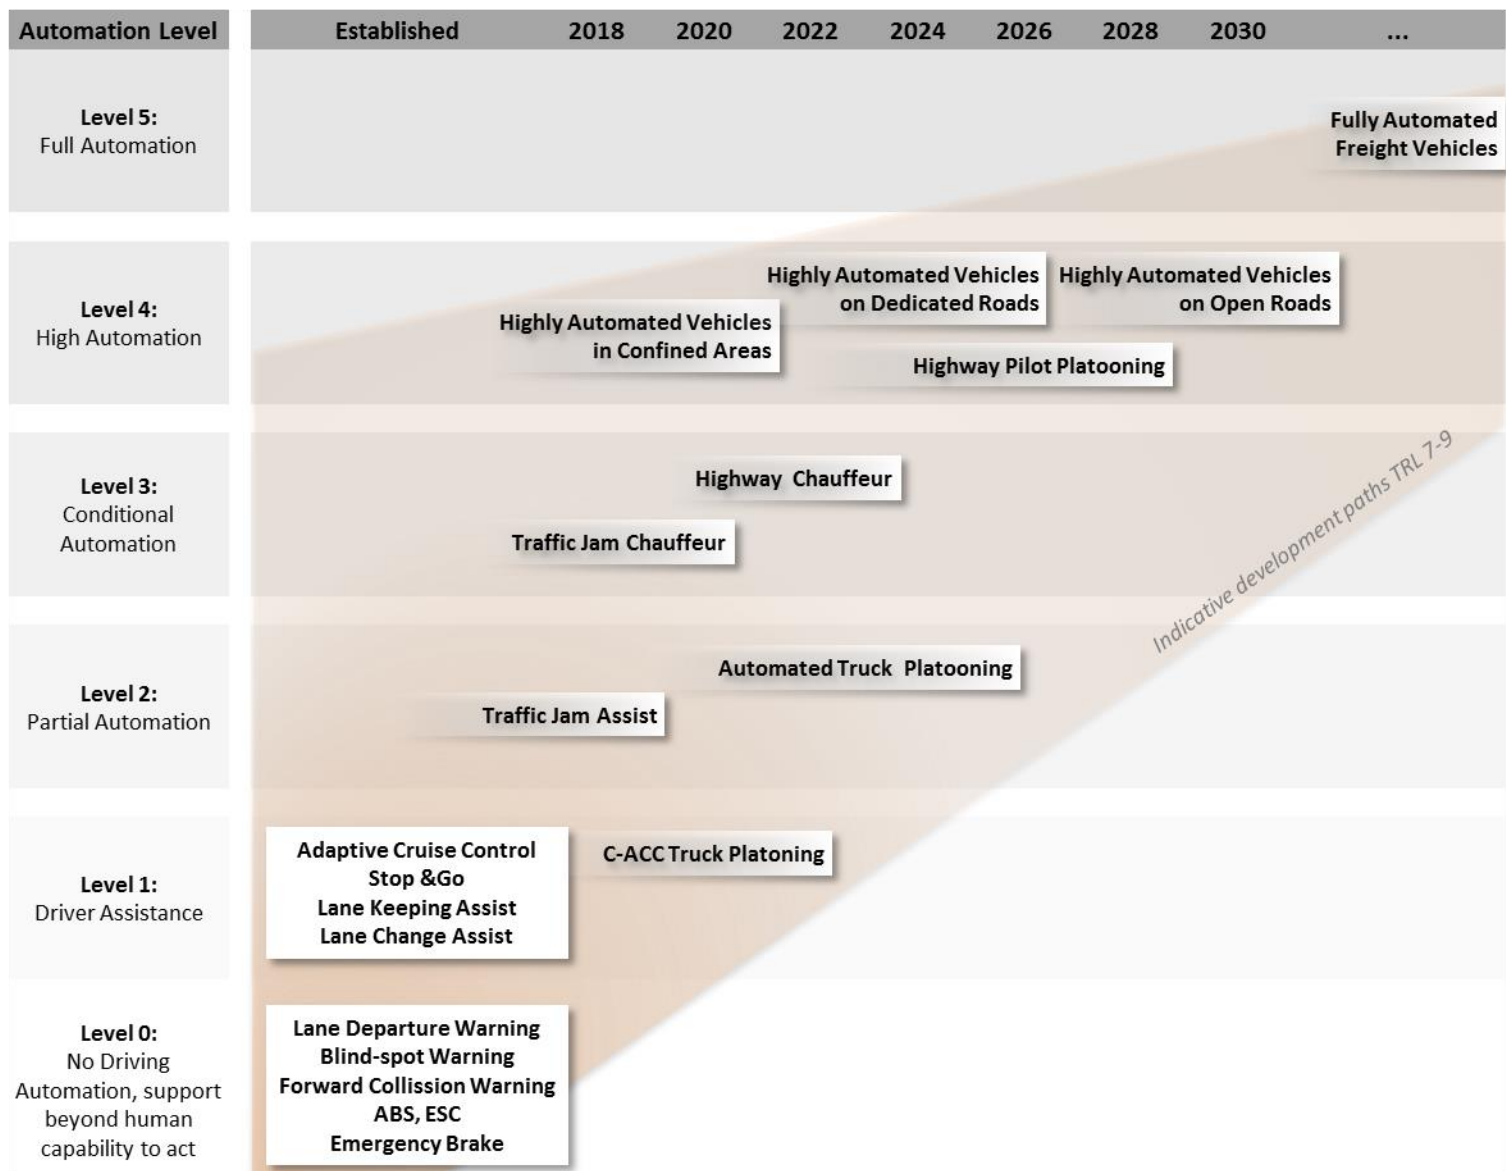 Automation Level Established 2018 2020 2022 2024 2026 2028 2030 ...
Level 5:
Full Automation
Fully Automated
Freight Vehicles
Level 4:
High Automation
Highly Automated Vehicles
in Confined Areas
Highly Automated Vehicles
on Dedicated Roads
Highly Automated Vehicles
on Open Roads
Highway Pilot Platooning
Level 3:
Conditional
Automation
Highway Chauffeur
Traffic Jam Chauffeur
Indicative development paths TRL 7-9
Level 2:
Partial Automation
Automated Truck Platooning
Traffic Jam Assist
Level 1:
Driver Assistance
Adaptive Cruise Control
Stop &Go
Lane Keeping Assist
Lane Change Assist
C-ACC Truck Platoning
Level 0:
No Driving
Automation, support
beyond human
capability to act
Lane Departure Warning
Blind-spot Warning
Forward Collission Warning
ABS, ESC
Emergency Brake